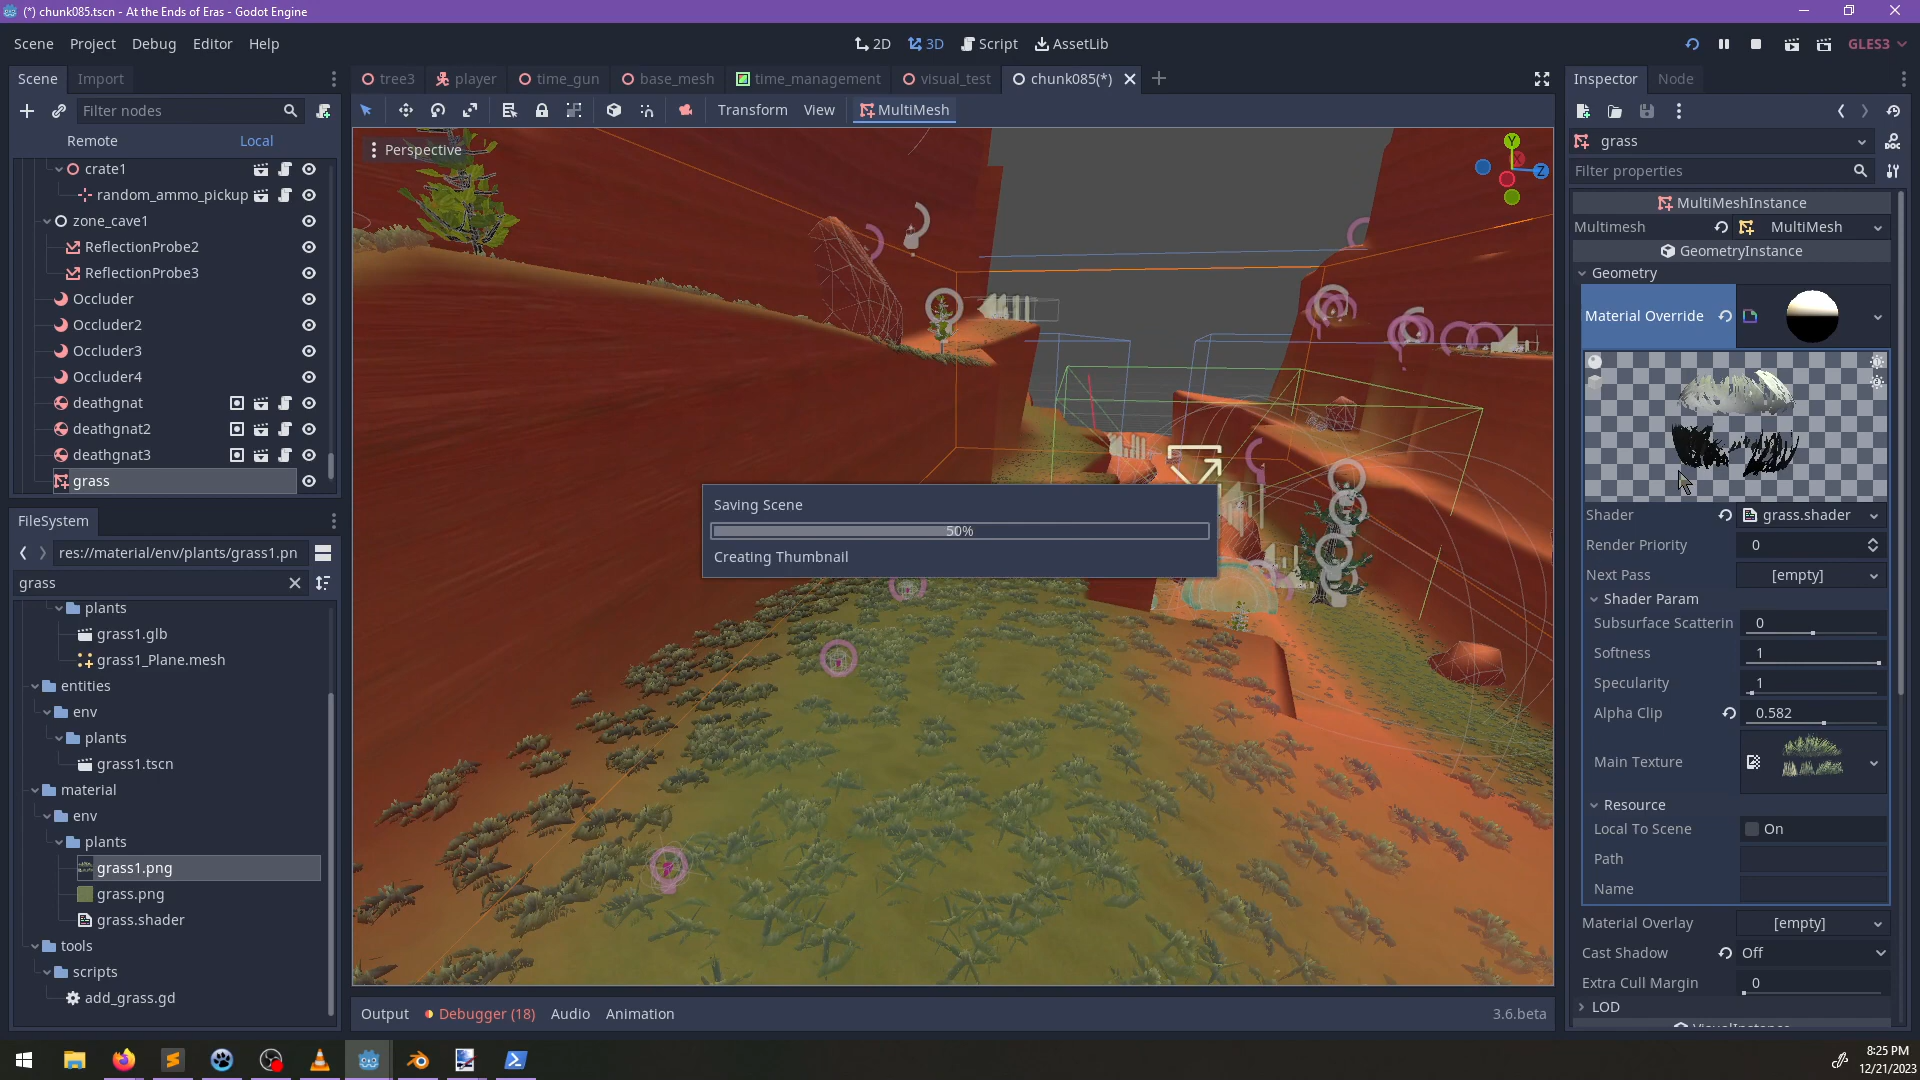 (*) chunk085.tscn - At the Ends of Eras - Godot Engine
Scene Project Debug Editor Help
2D 3D Script AssetLib
GLES3
Scene Import
Filter nodes
Remote Local
crate1
random_ammo_pickup
zone_cave1
ReflectionProbe2
ReflectionProbe3
Occluder
Occluder2
Occluder3
Occluder4
deathgnat
deathgnat2
deathgnat3
grass
FileSystem
res://material/env/plants/grass1.pn
grass
plants
grass1.glb
grass1_Plane.mesh
entities
env
plants
grass1.tscn
material
env
plants
grass1.png
grass.png
grass.shader
tools
scripts
add_grass.gd
tree3 player time_gun base_mesh time_management visual_test chunk085(*)
Transform View MultiMesh
Perspective
Y
Z
Saving Scene
50%
Creating Thumbnail
Output Debugger (18) Audio Animation
3.6.beta
Inspector Node
grass
Filter properties
MultiMeshInstance
Multimesh MultiMesh
GeometryInstance
Geometry
Material Override
Shader grass.shader
Render Priority 0
Next Pass [empty]
Shader Param
Subsurface Scatterin 0
Softness 1
Specularity 1
Alpha Clip 0.582
Main Texture
Resource
Local To Scene On
Path
Name
Material Overlay [empty]
Cast Shadow Off
Extra Cull Margin 0
LOD
8:25 PM
12/21/2023